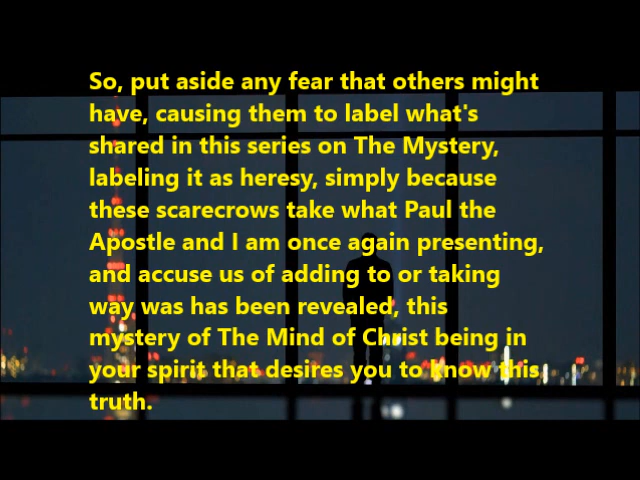 So, put aside any fear that others might
have, causing them to label what's
shared in this series on The Mystery,
labeling it as heresy, simply because
these scarecrows take what Paul the
Apostle and I am once again presenting,
and accuse us of adding to or taking
way was has been revealed, this
mystery of The Mind of Christ being in
your spirit that desires you to know this
truth.